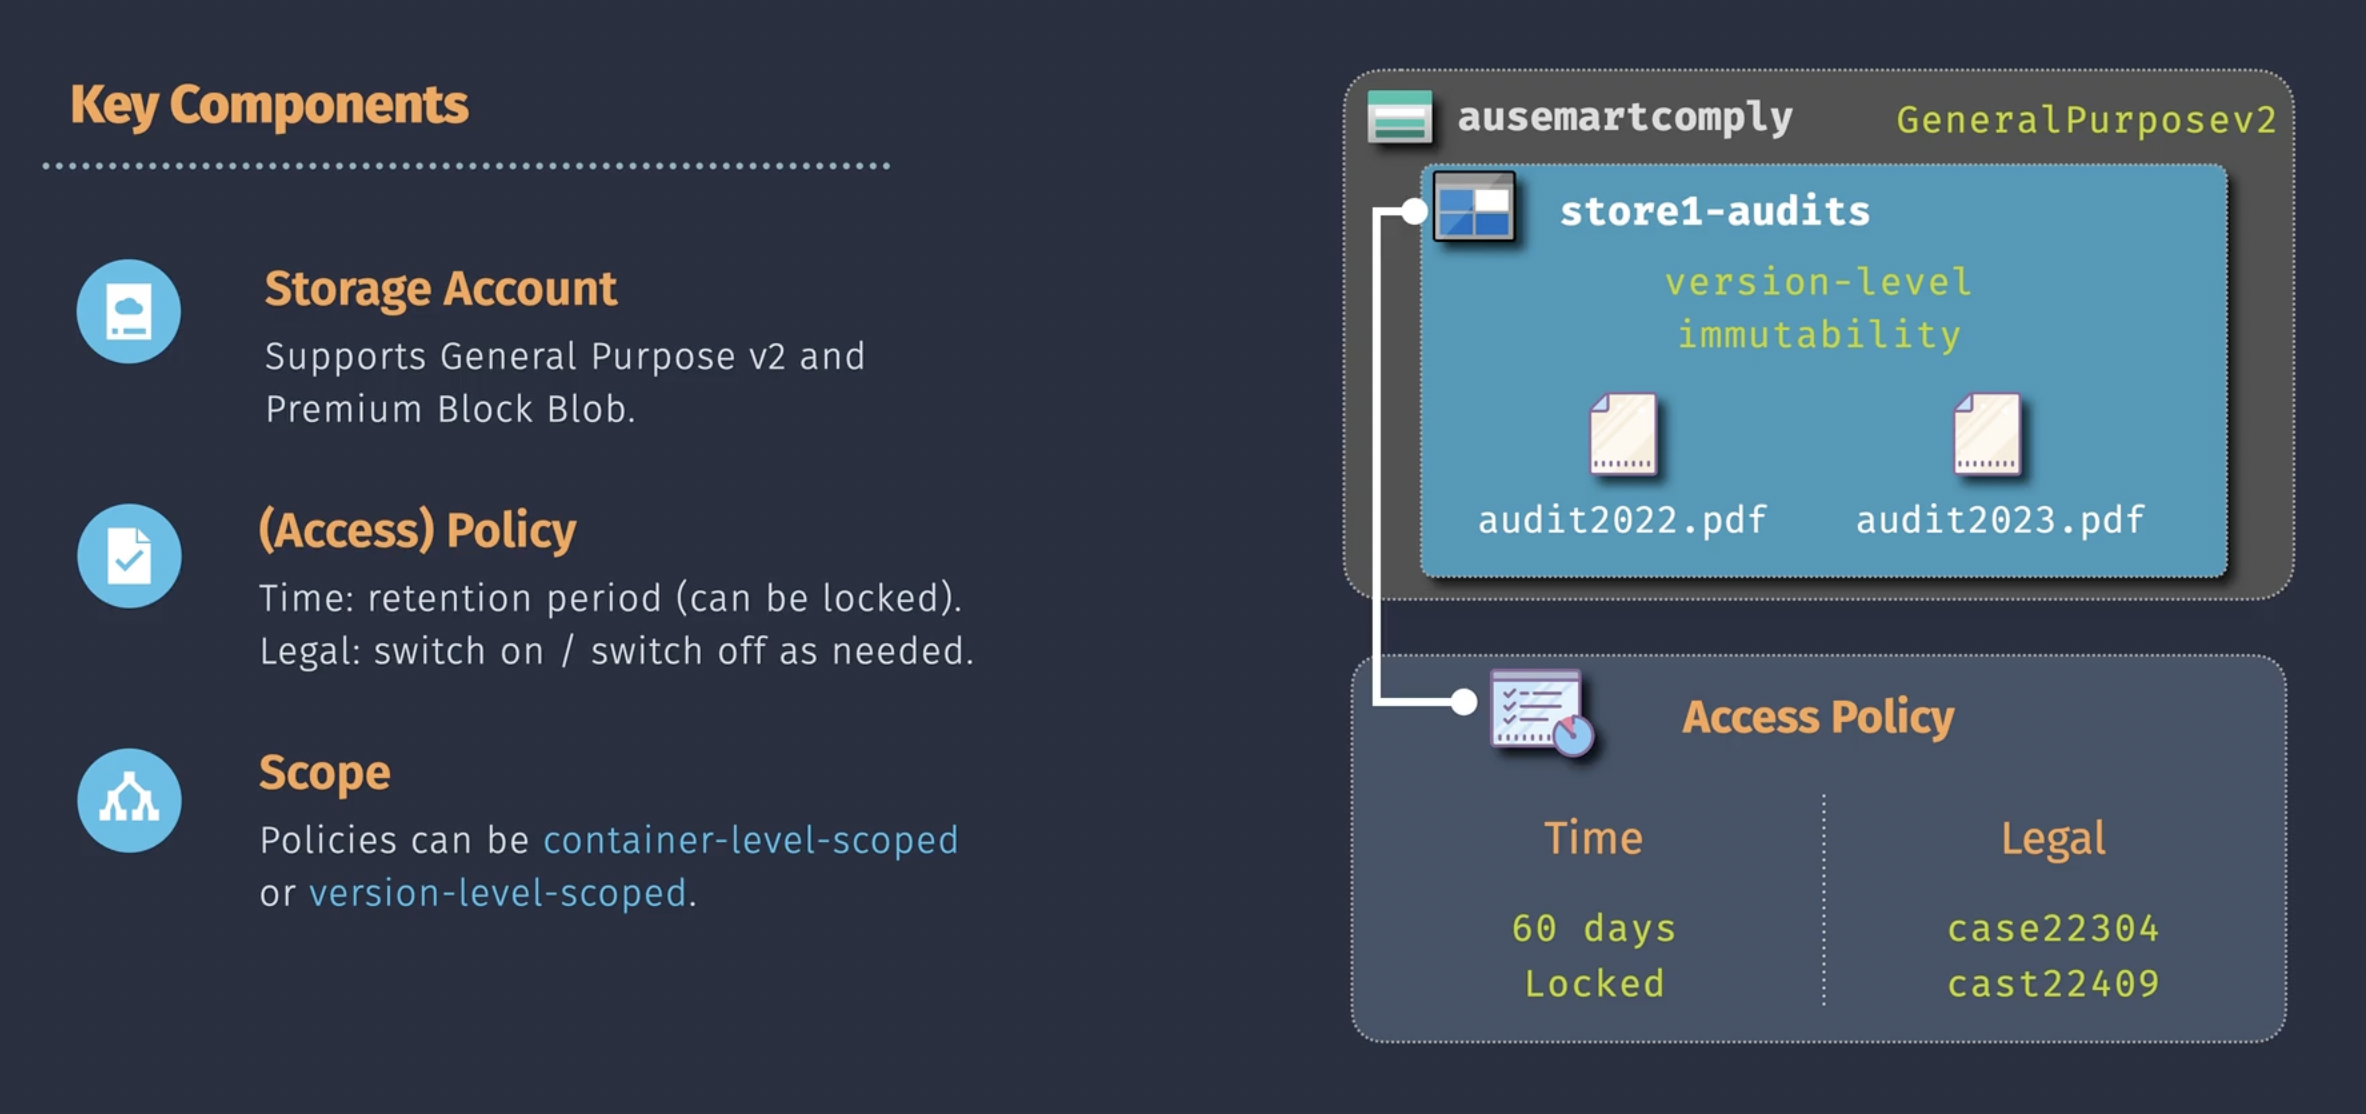 Key Components
Storage Account
Supports General Purpose v2 and
Premium Block Blob.
(Access) Policy
Time: retention period (can be locked).
Legal: switch on / switch off as needed.
Scope
Policies can be container-level-scoped
or version-level-scoped.
ausemartcomply GeneralPurposev2
store1-audits
version-level
immutability
audit2022.pdf audit2023.pdf
Access Policy
Time Legal
60 days case22304
Locked cast22409